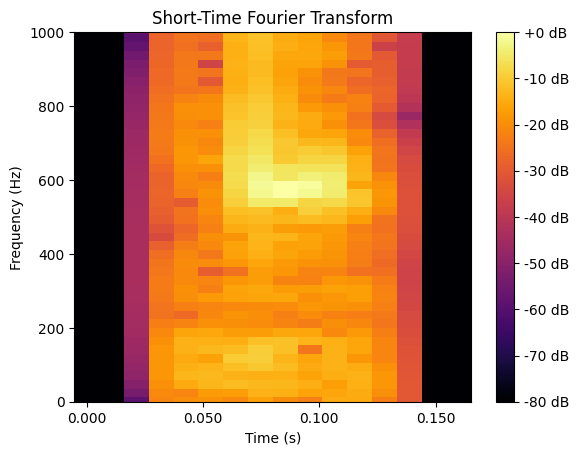 Short-Time Fourier Transform
1000
800
600
400
200
0
Frequency (Hz)
0.000
0.050
0.100
0.150
Time (s)
+0 dB
-10 dB
-20 dB
-30 dB
-40 dB
-50 dB
-60 dB
-70 dB
-80 dB